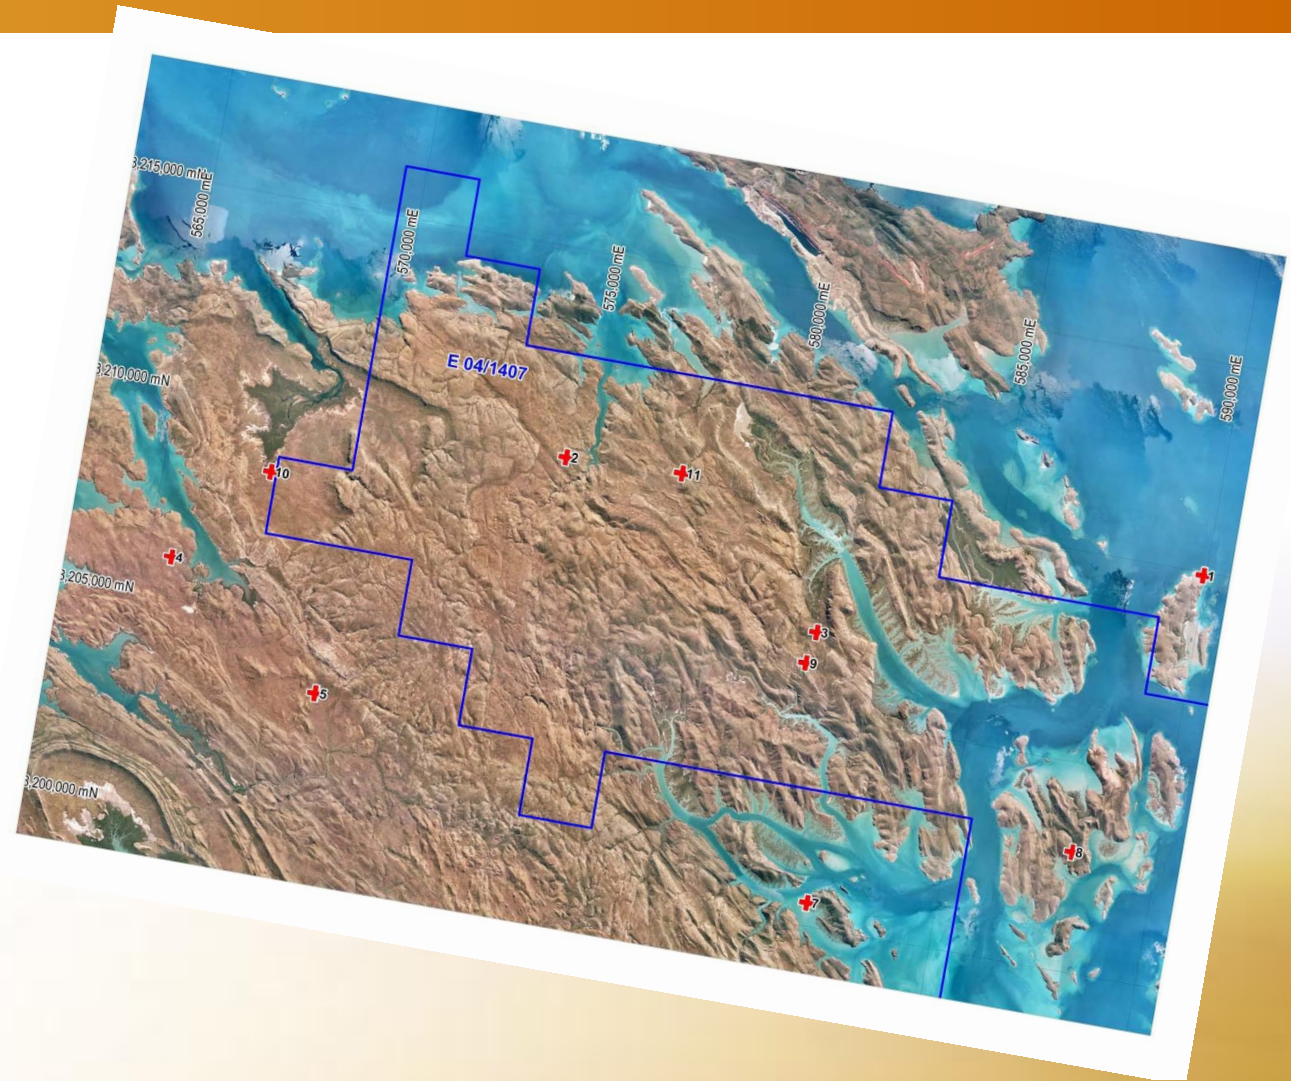 8,215,000 mN
565,000 mE
570,000 mE
575,000 mE
580,000 mE
585,000 mE
590,000 mE
E 04/1407
8,210,000 mN
2
11
10
4
8,205,000 mN
1
3
9
5
8,200,000 mN
8
7